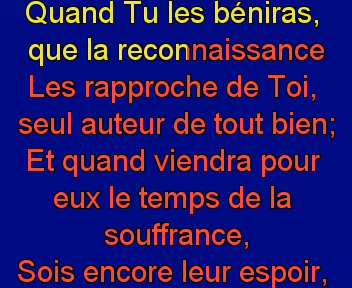 Quand Tu les béniras,
que la reconnaissance
Les rapproche de Toi,
seul auteur de tout bien;
Et quand viendra pour
eux le temps de la
souffrance,
Sois encore leur espoir,